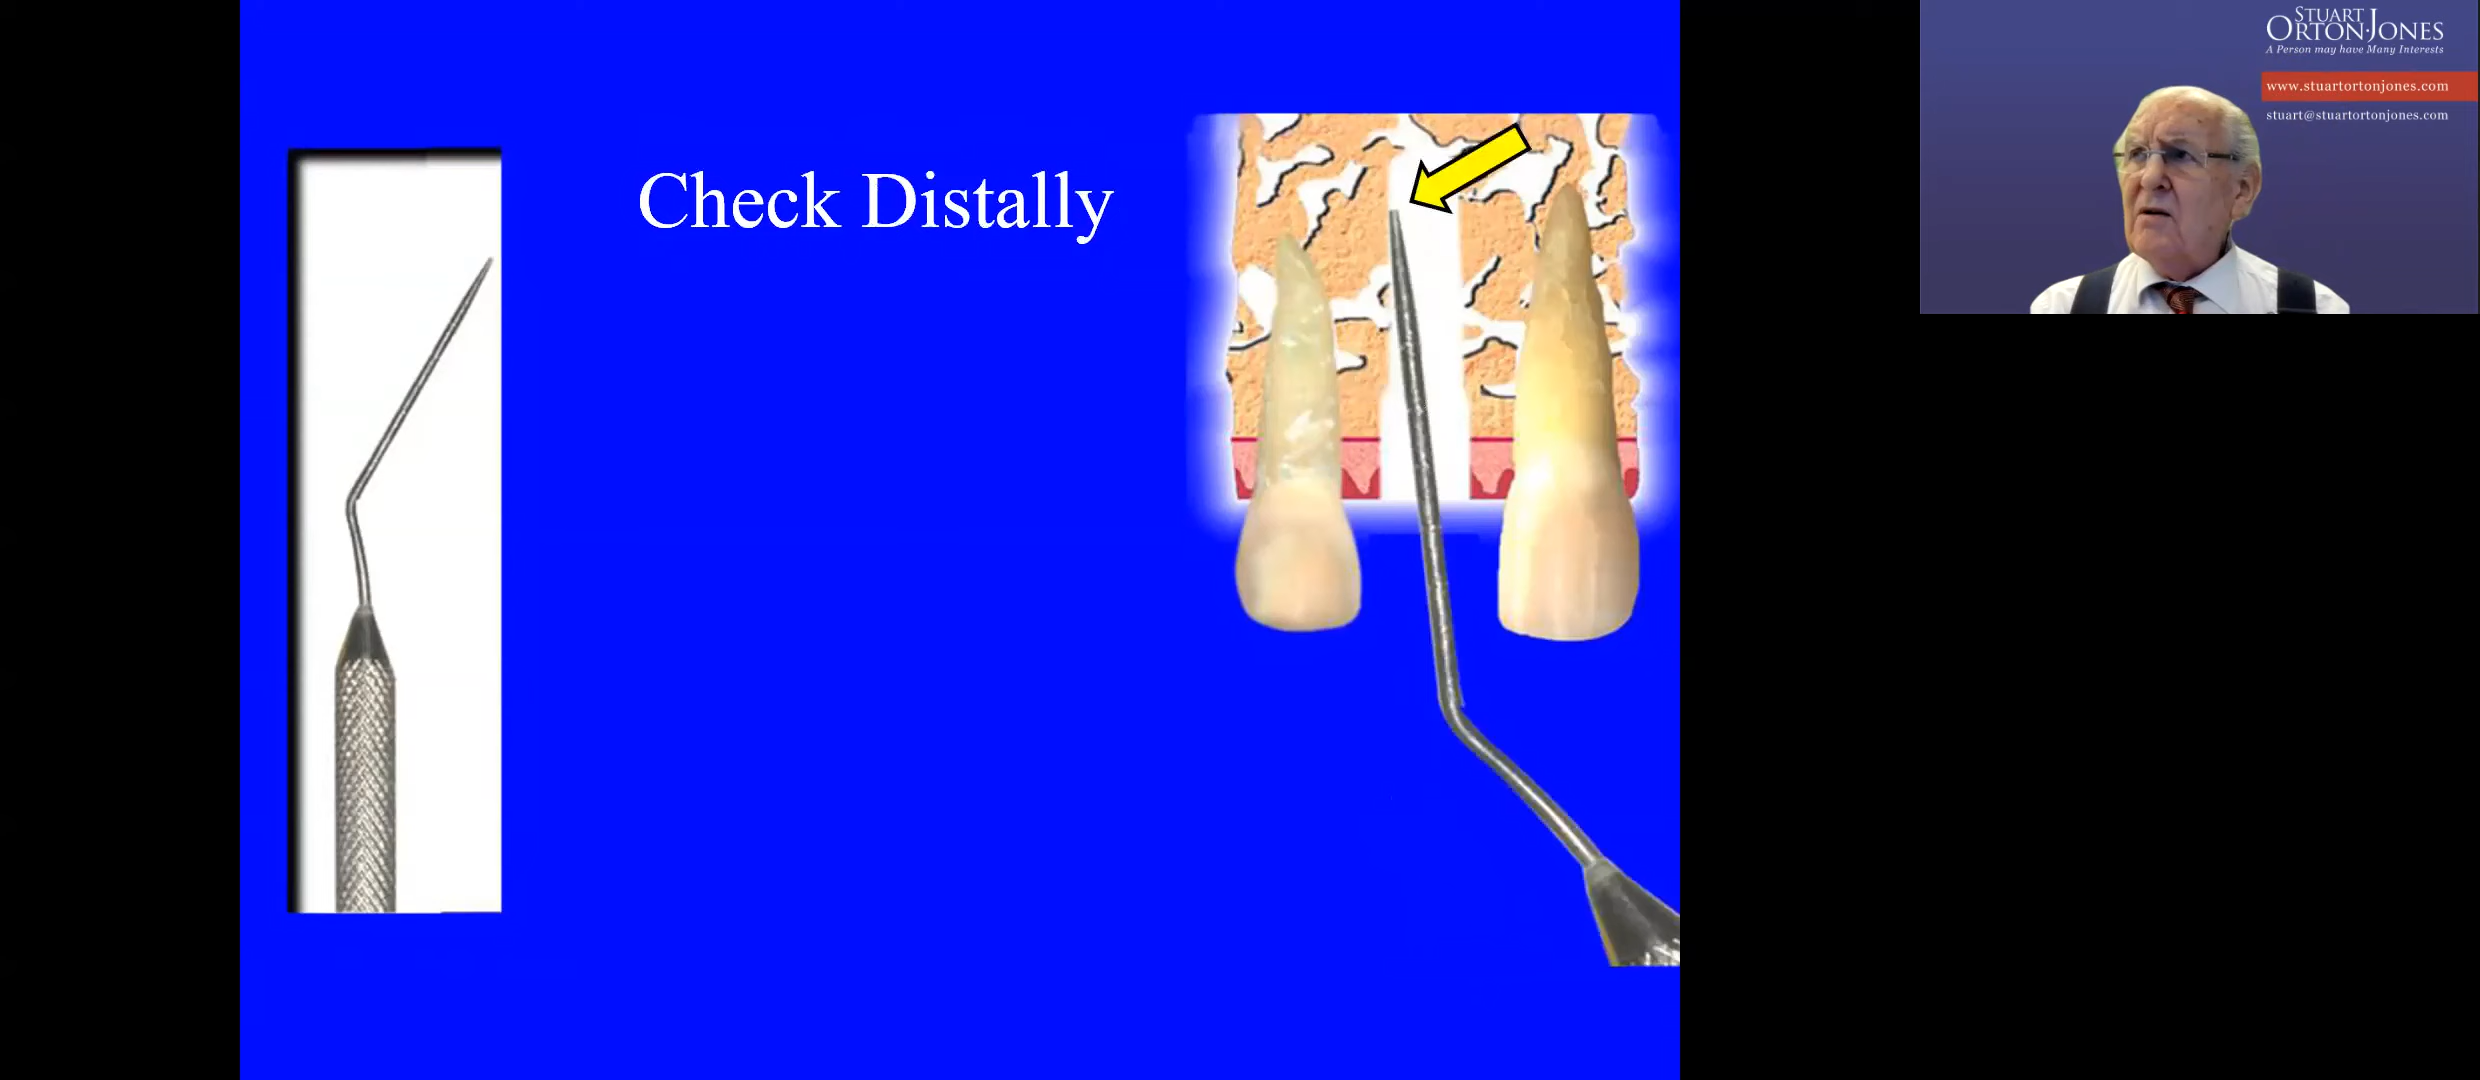 Check Distally
STUART
ORTON-JONES
A Person may have Many Interests
www.stuartortonjones.com
stuart@stuartortonjones.com